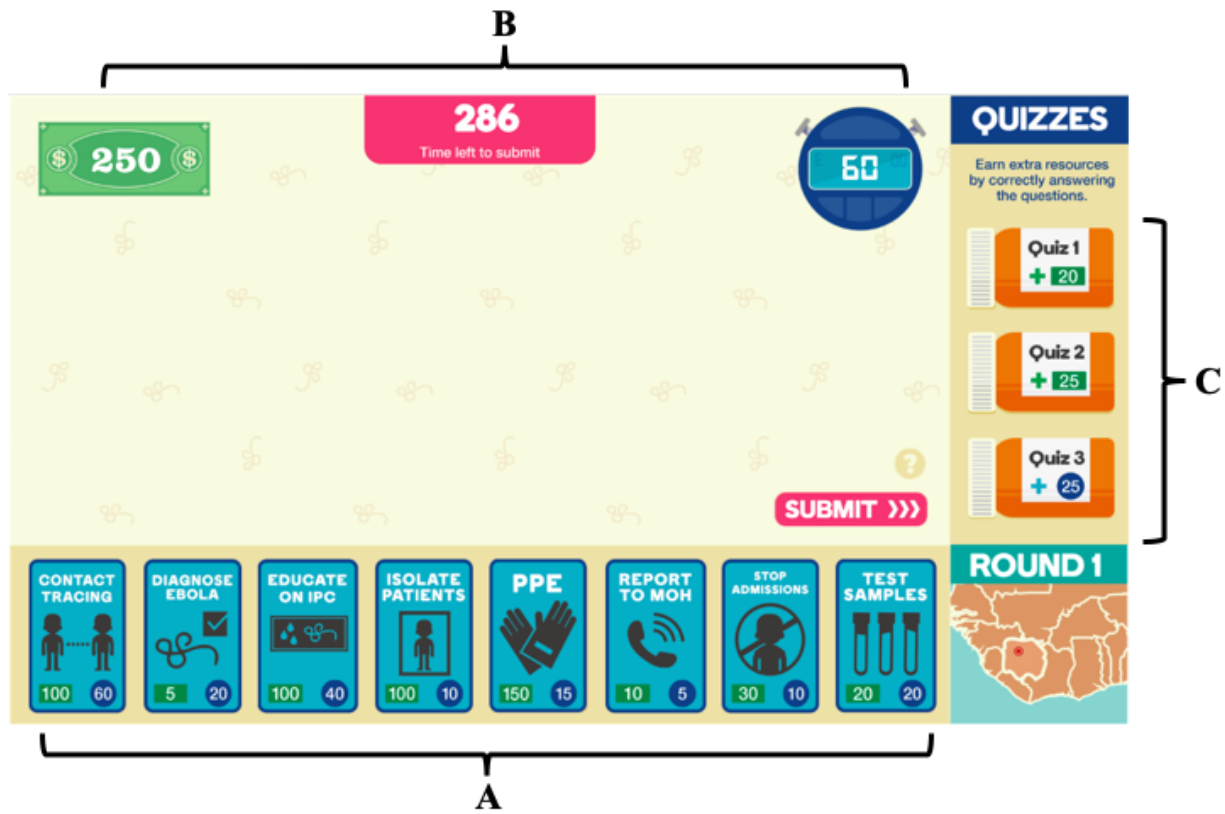 B
250
286
Time left to submit
60
QUIZZES
Earn extra resources
by correctly answering
the questions.
Quiz 1
+ 20
Quiz 2
+ 25
Quiz 3
+ 25
C
?
SUBMIT >>>
CONTACT
TRACING
100 60
DIAGNOSE
EBOLA
5 20
EDUCATE
ON IPC
100 40
ISOLATE
PATIENTS
100 10
PPE
150 15
REPORT
TO MOH
10 5
STOP
ADMISSIONS
30 10
TEST
SAMPLES
20 20
ROUND 1
A